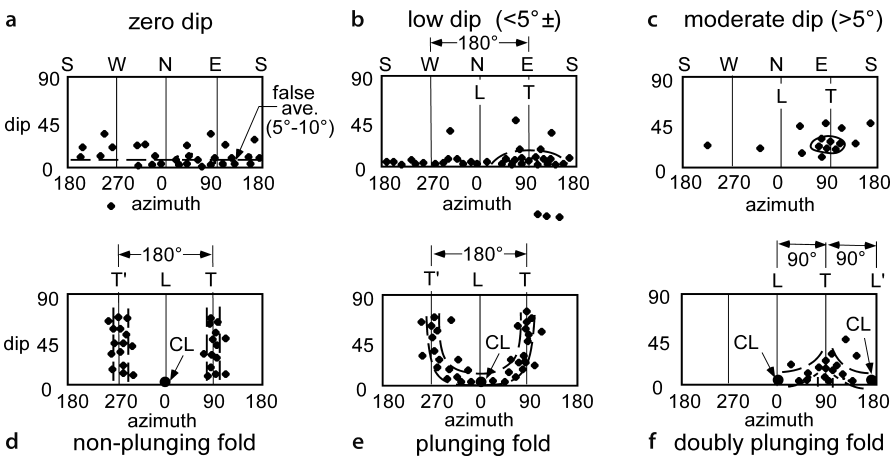 a zero dip
b low dip (<5° ±)
c moderate dip (>5°)
180°
S W N E S
S W N E S
S W N E S
90
45
0
dip
false
ave.
(5°-10°)
180 270 0 90 180
azimuth
90
45
0
L T
180 270 0 90 180
azimuth
90
45
0
L T
180 270 0 90 180
azimuth
180°
T' L T
90
45
0
dip
CL
180 270 0 90 180
azimuth
d non-plunging fold
180°
T' L T
90
45
0
CL
180 270 0 90 180
azimuth
e plunging fold
90° 90°
L T L'
90
45
0
CL
CL
180 270 0 90 180
azimuth
f doubly plunging fold